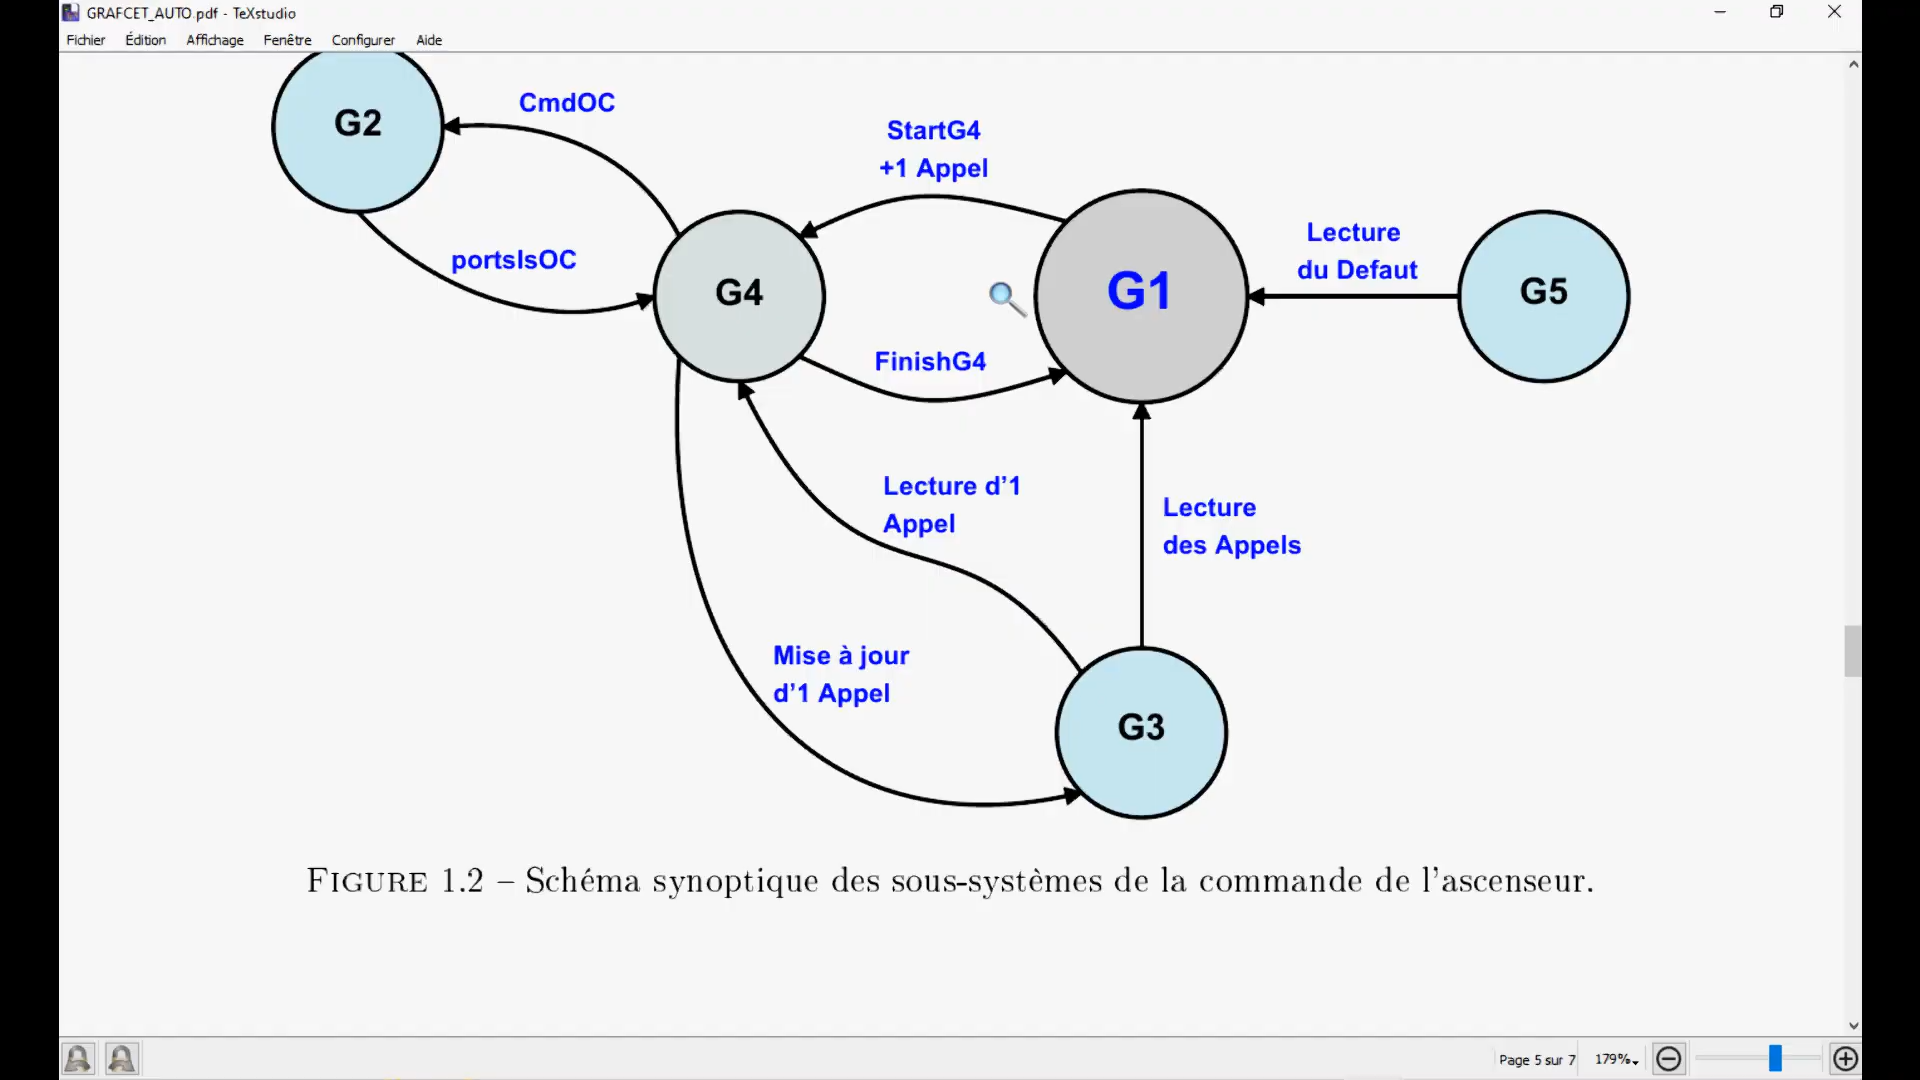 GRAFCET_AUTO.pdf - TeXstudio
Fichier Édition Affichage Fenêtre Configurer Aide
G2
CmdOC
portsIsOC
StartG4
+1 Appel
G4
G1
FinishG4
Lecture
du Defaut
G5
Lecture d’1
Appel
Lecture
des Appels
Mise à jour
d’1 Appel
G3
FIGURE 1.2 – Schéma synoptique des sous-systèmes de la commande de l’ascenseur.
Page 5 sur 7 179%